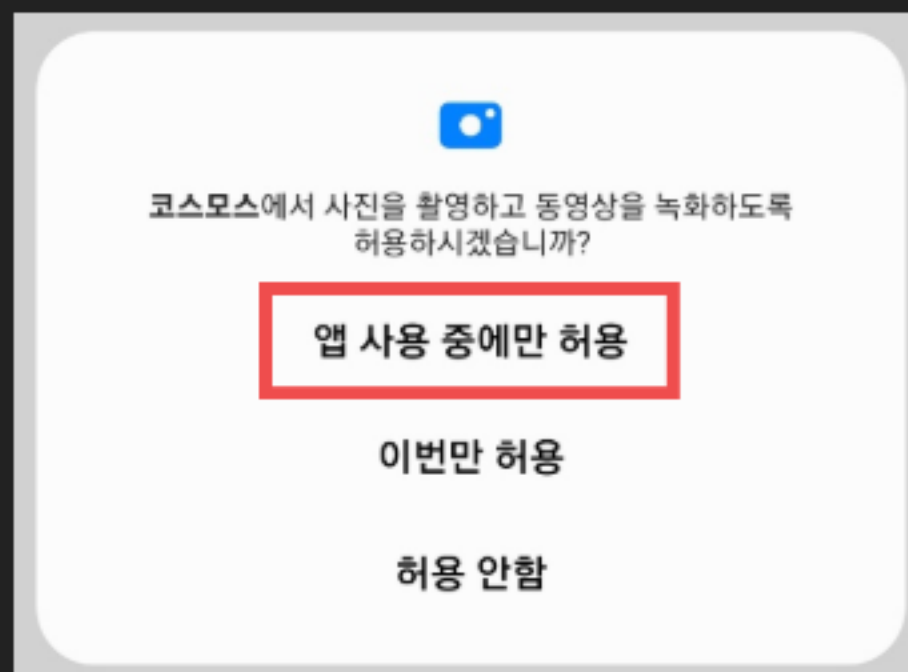 코스모스에서 사진을 촬영하고 동영상을 녹화하도록
허용하시겠습니까?
앱 사용 중에만 허용
이번만 허용
허용 안함